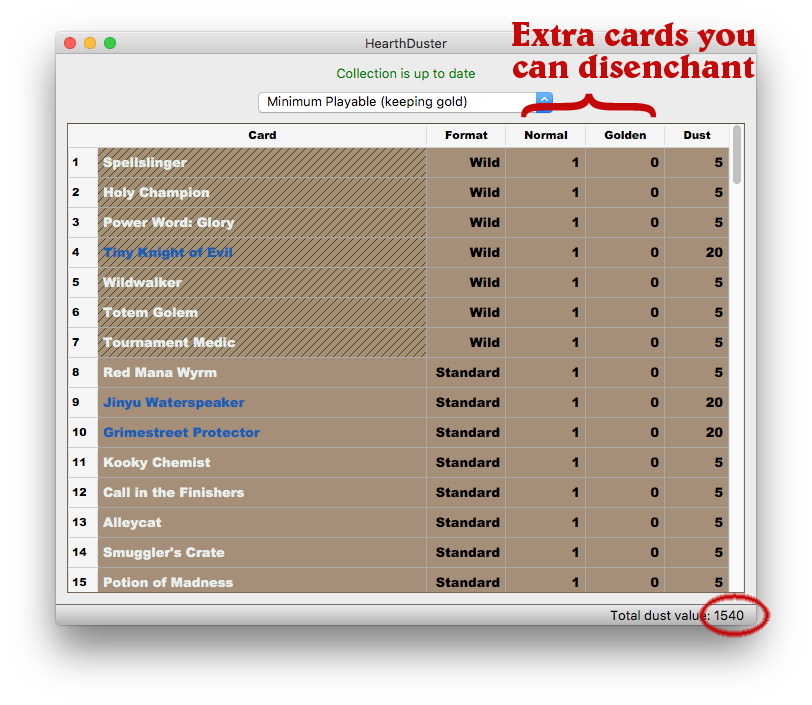 HearthDuster
Extra cards you
can disenchant
Collection is up to date
Minimum Playable (keeping gold)
Card Format Normal Golden Dust
1 Spellslinger Wild 1 0 5
2 Holy Champion Wild 1 0 5
3 Power Word: Glory Wild 1 0 5
4 Tiny Knight of Evil Wild 1 0 20
5 Wildwalker Wild 1 0 5
6 Totem Golem Wild 1 0 5
7 Tournament Medic Wild 1 0 5
8 Red Mana Wyrm Standard 1 0 5
9 Jinyu Waterspeaker Standard 1 0 20
10 Grimestreet Protector Standard 1 0 20
11 Kooky Chemist Standard 1 0 5
12 Call in the Finishers Standard 1 0 5
13 Alleycat Standard 1 0 5
14 Smuggler's Crate Standard 1 0 5
15 Potion of Madness Standard 1 0 5
Total dust value: 1540